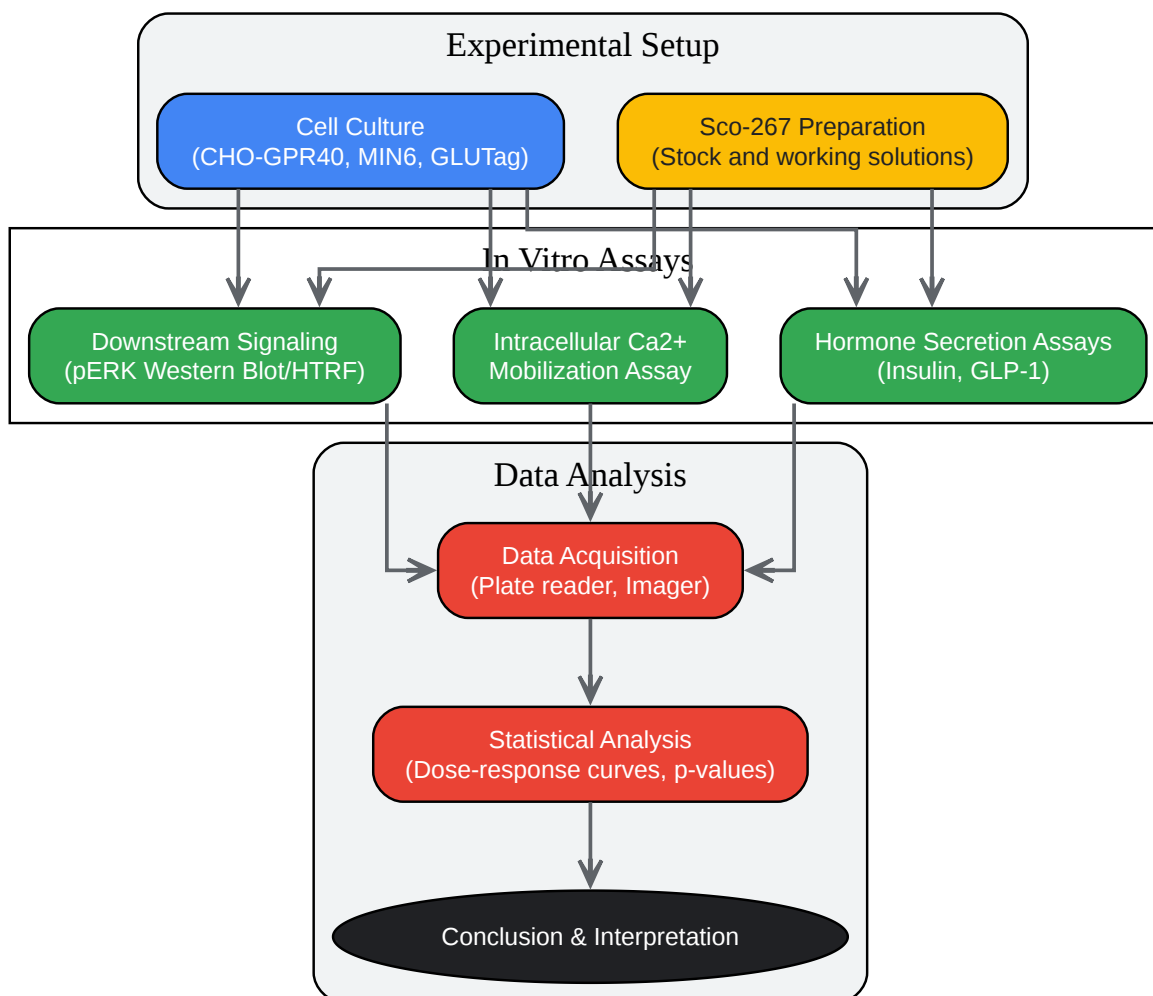 Experimental Setup
Cell Culture
(CHO-GPR40, MIN6, GLUTag)
Sco-267 Preparation
(Stock and working solutions)
In Vitro Assays
Downstream Signaling
(pERK Western Blot/HTRF)
Intracellular Ca2+
Mobilization Assay
Hormone Secretion Assays
(Insulin, GLP-1)
Data Analysis
Data Acquisition
(Plate reader, Imager)
Statistical Analysis
(Dose-response curves, p-values)
Conclusion & Interpretation